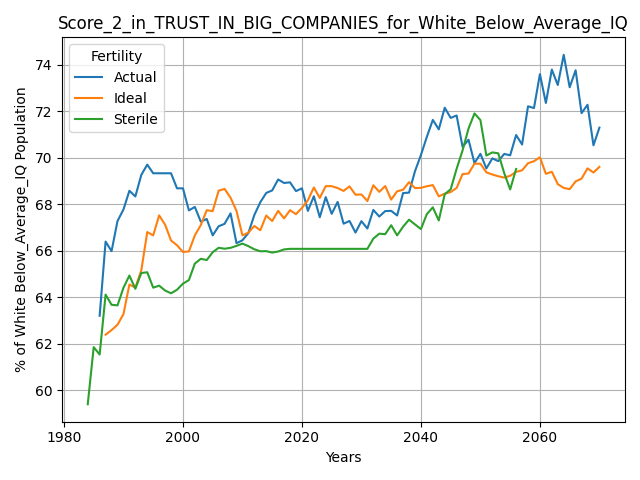 Score_2_in_TRUST_IN_BIG_COMPANIES_for_White_Below_Average_IQ
Fertility
Actual
Ideal
Sterile
% of White Below_Average_IQ Population
74
72
70
68
66
64
62
60
1980
2000
2020
2040
2060
Years